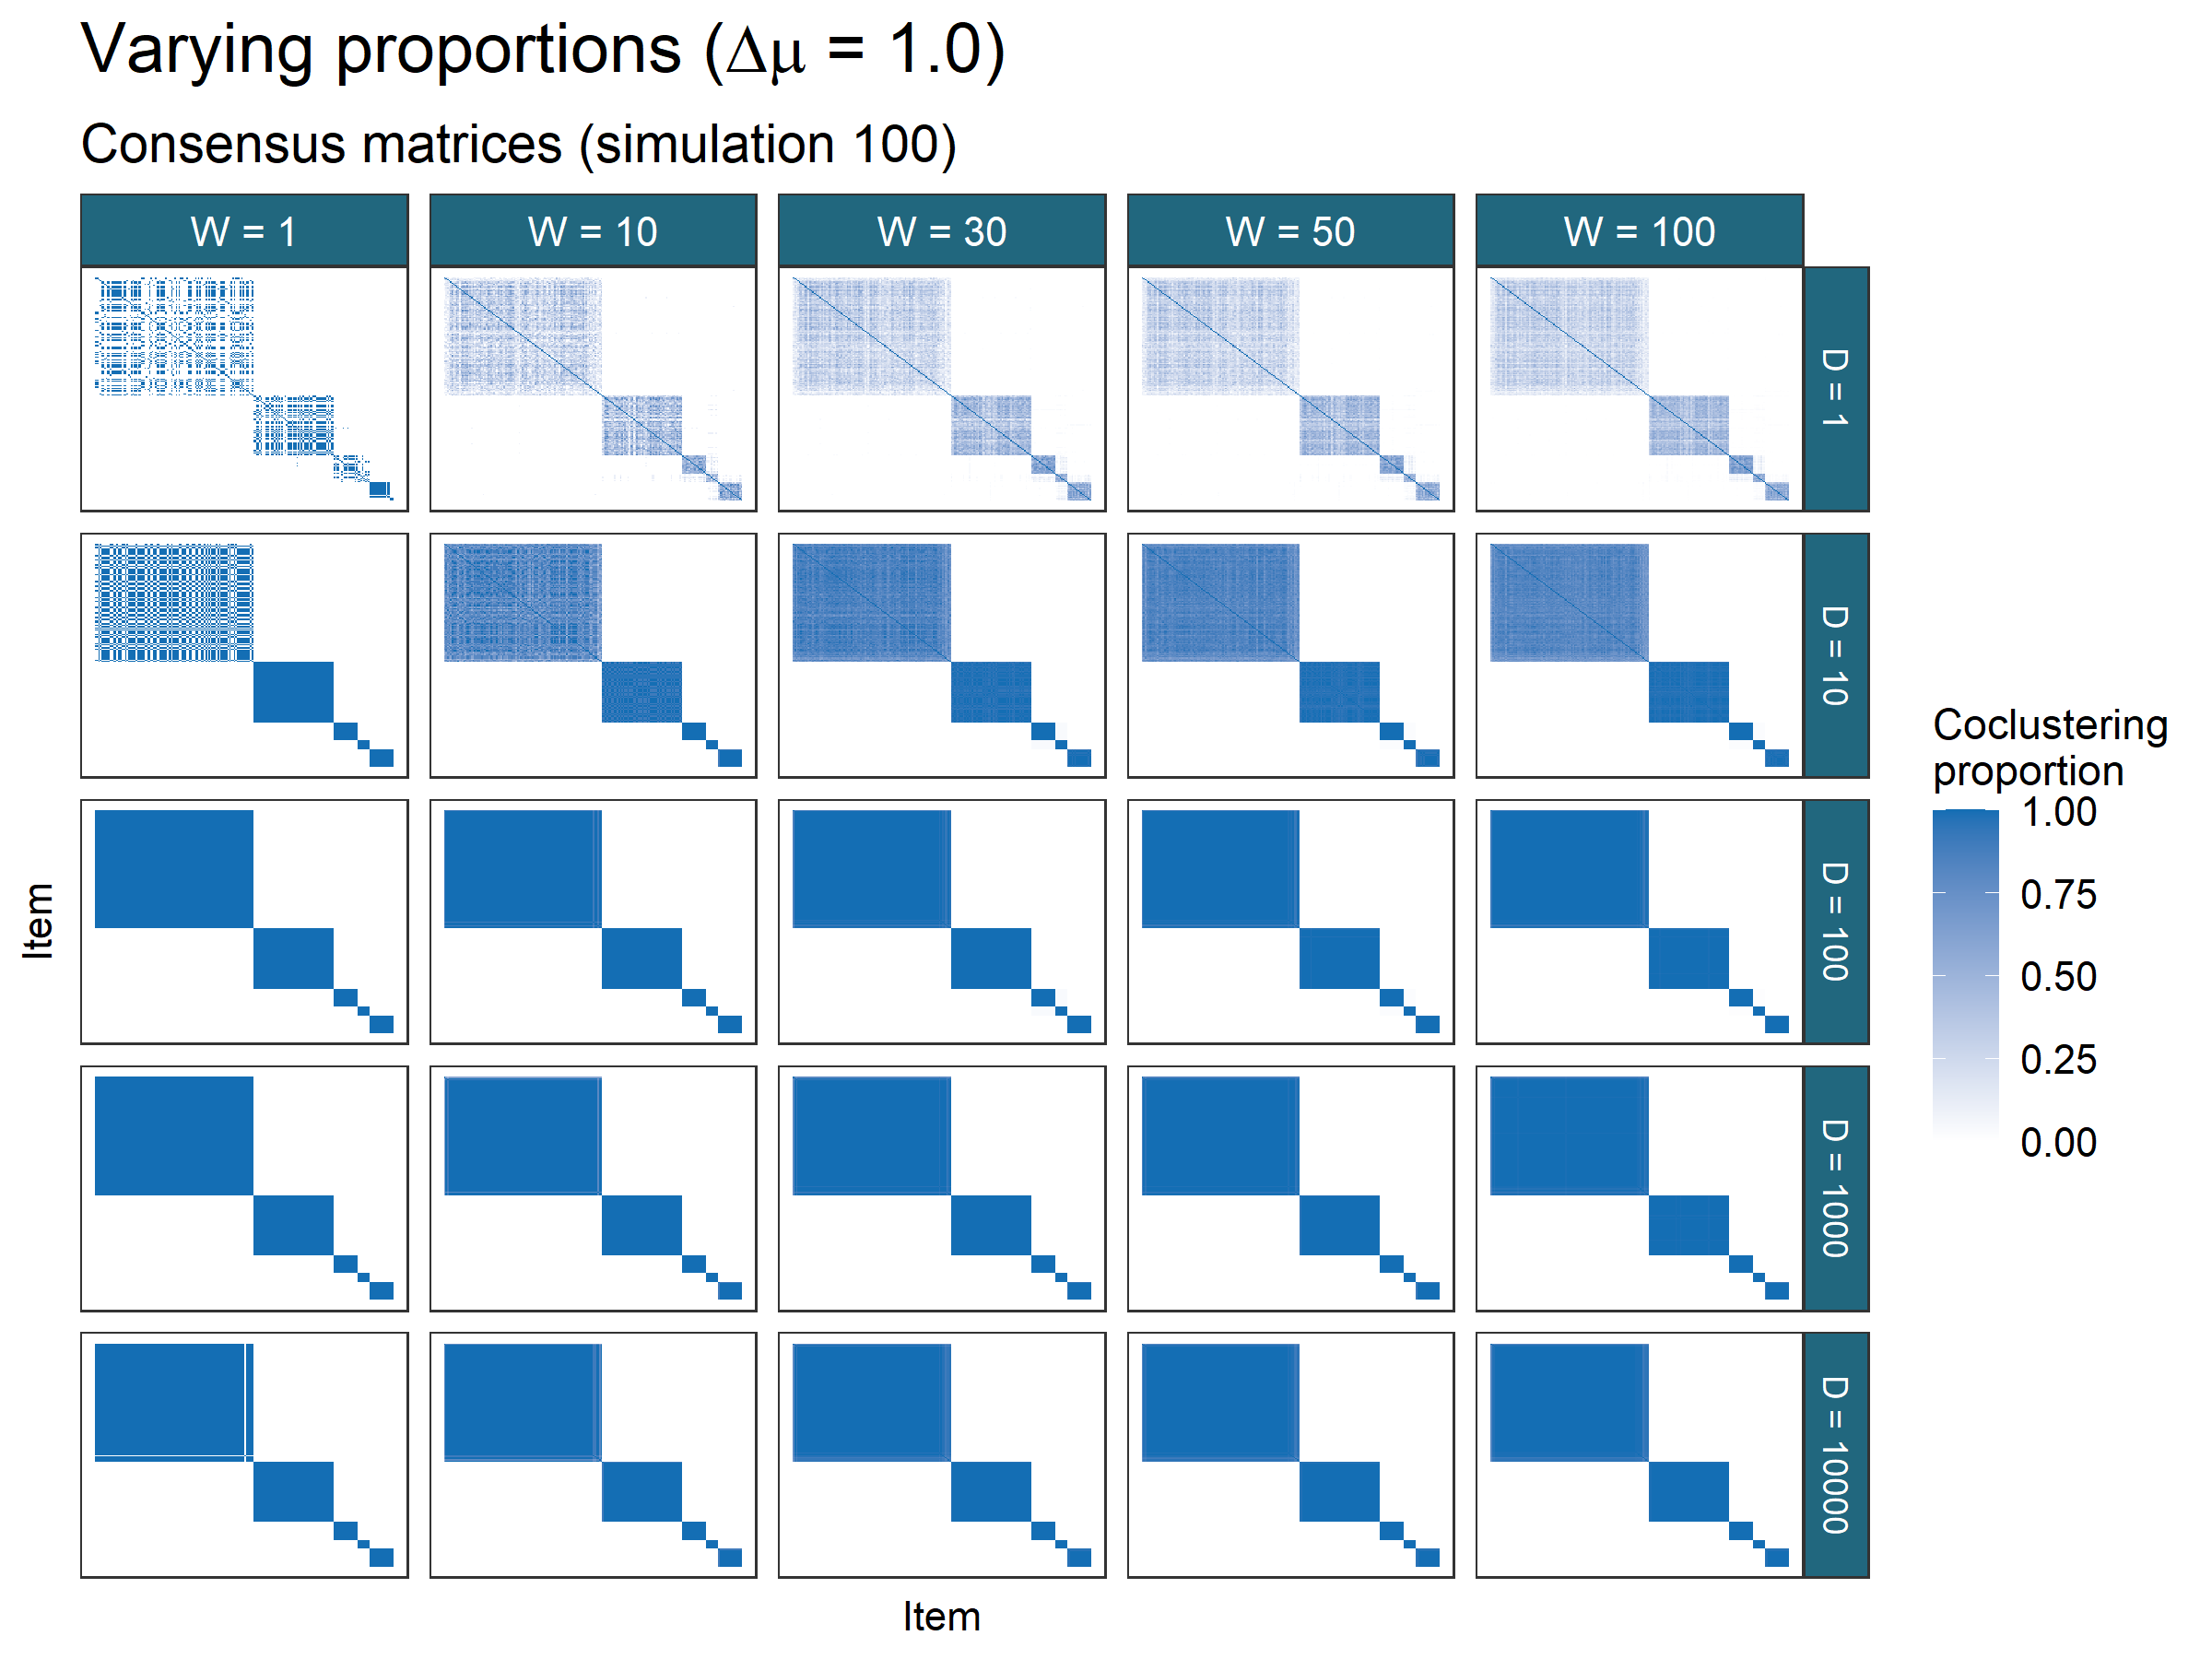 Varying proportions (Δμ = 1.0)
Consensus matrices (simulation 100)
W = 1
W = 10
W = 30
W = 50
W = 100
D = 1
D = 10
D = 100
D = 1000
D = 10000
Item
Item
Coclustering
proportion
1.00
0.75
0.50
0.25
0.00